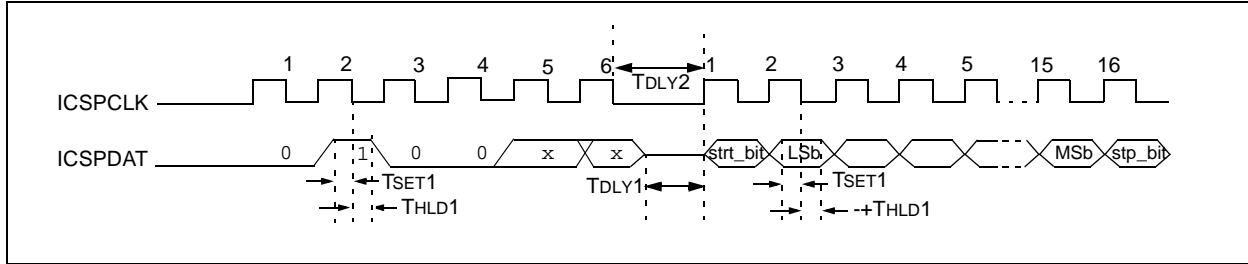 1 2 3 4 5 6 1 2 3 4 5 15 16
TDLY2
ICSPCLK
ICSPDAT 0 1 0 0 x x strt_bit LSb MSb stp_bit
TSET1 TDLY1 TSET1
THLD1 -+THLD1